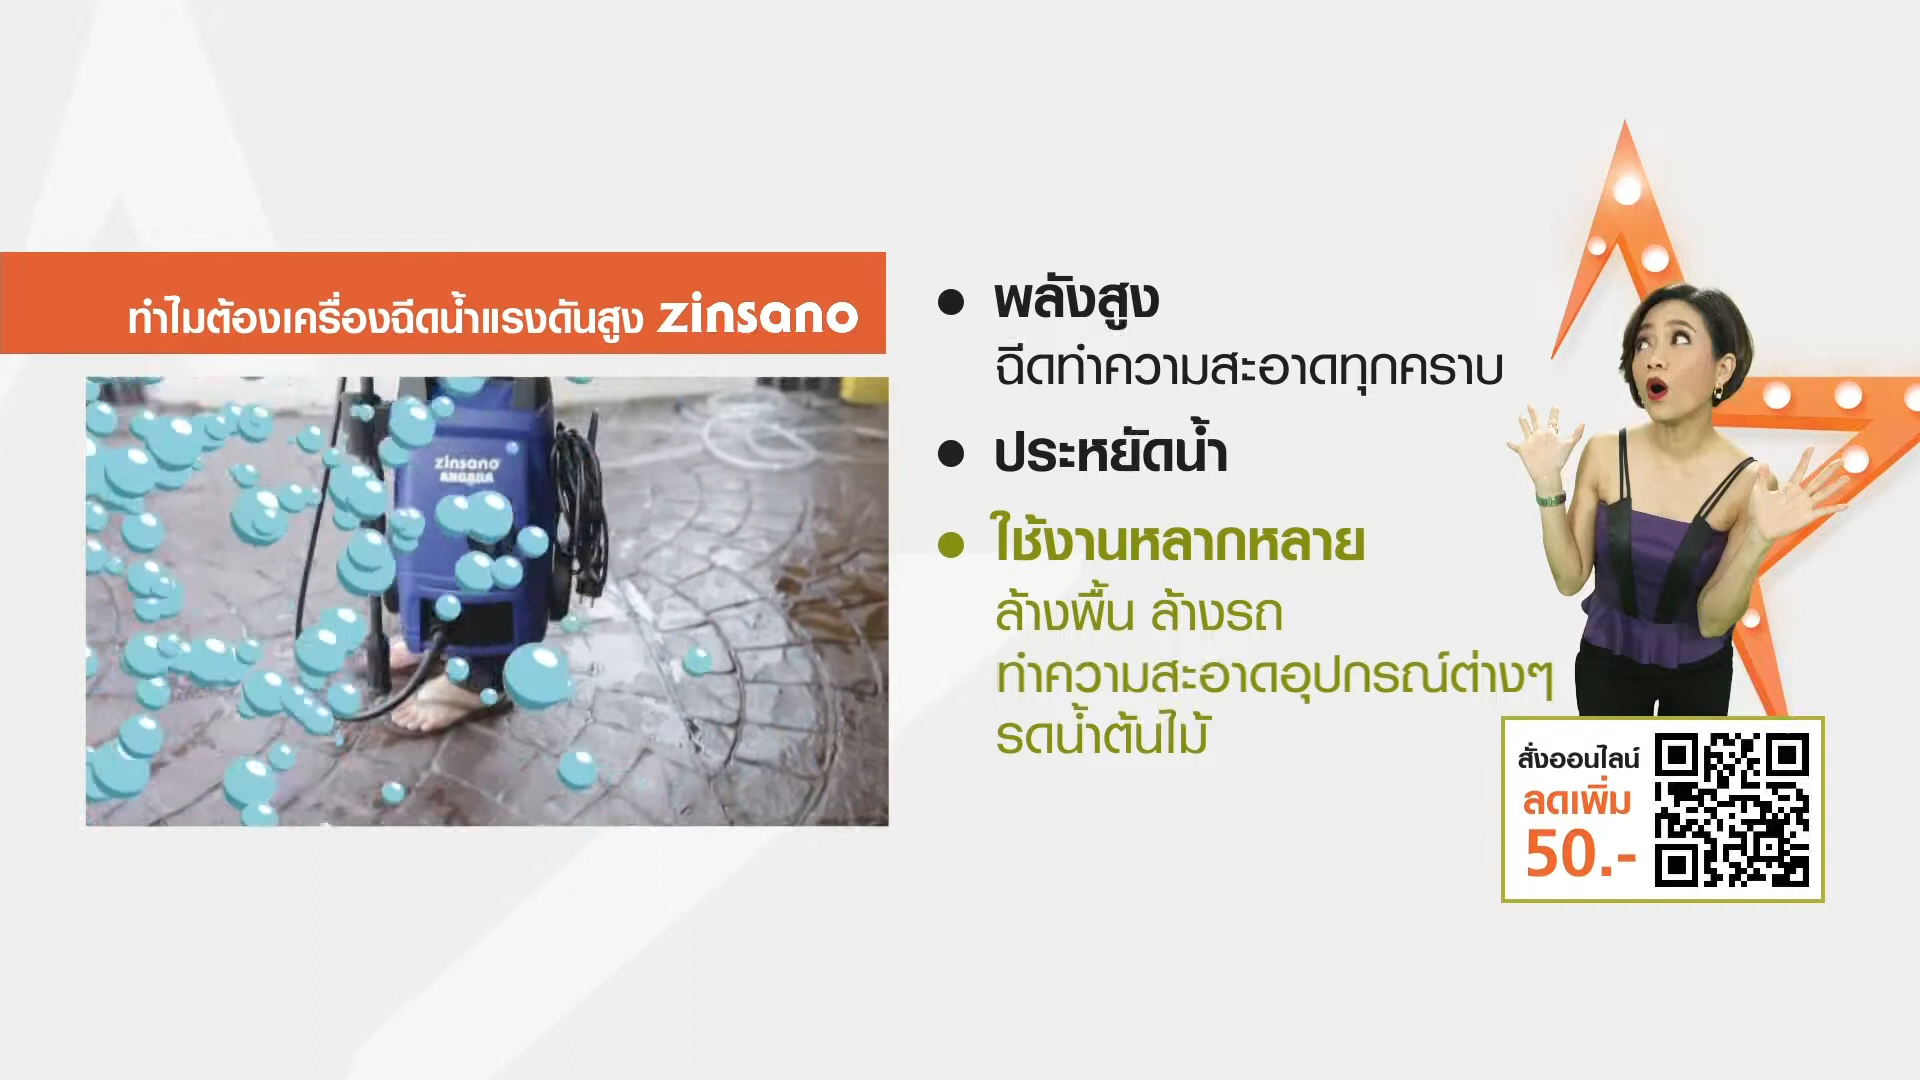 ทำไมต้องเครื่องฉีดน้ำแรงดันสูง zinsano
zinsano
AMGARA
• พลังสูง
ฉีดทำความสะอาดทุกคราบ
• ประหยัดน้ำ
• ใช้งานหลากหลาย
ล้างพื้น ล้างรถ
ทำความสะอาดอุปกรณ์ต่างๆ
รดน้ำต้นไม้
สั่งออนไลน์
ลดเพิ่ม
50.-